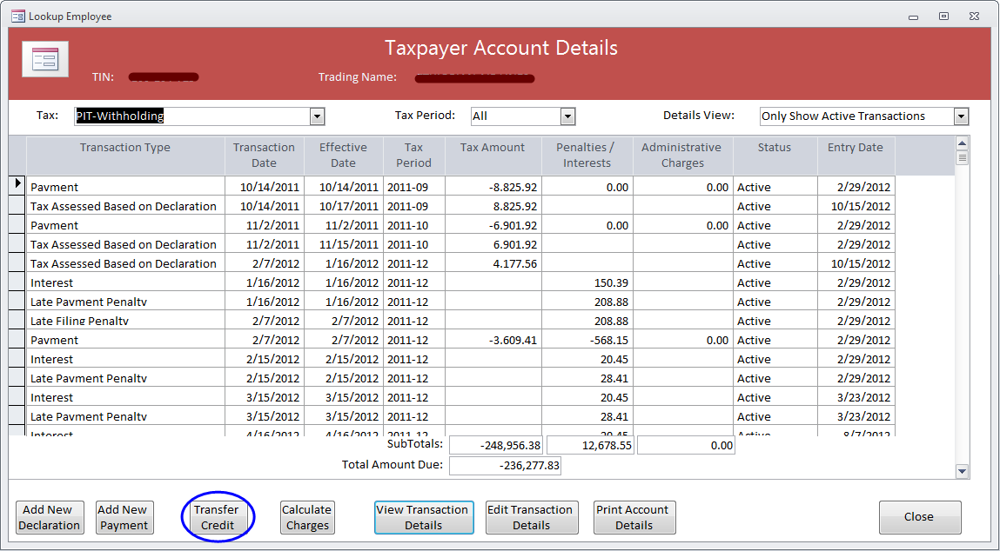 Lookup Employee
Taxpayer Account Details
TIN: Trading Name:
Tax: PIT-Withholding Tax Period: All Details View: Only Show Active Transactions
Transaction Type Transaction Date Effective Date Tax Period Tax Amount Penalties / Interests Administrative Charges Status Entry Date
Payment 10/14/2011 10/14/2011 2011-09 -8.825.92 0.00 0.00 Active 2/29/2012
Tax Assessed Based on Declaration 10/14/2011 10/17/2011 2011-09 8.825.92 Active 10/15/2012
Payment 11/2/2011 11/2/2011 2011-10 -6.901.92 0.00 0.00 Active 2/29/2012
Tax Assessed Based on Declaration 11/2/2011 11/15/2011 2011-10 6.901.92 Active 2/29/2012
Tax Assessed Based on Declaration 2/7/2012 1/16/2012 2011-12 4.177.56 Active 10/15/2012
Interest 1/16/2012 1/16/2012 2011-12 150.39 Active 2/29/2012
Late Payment Penalty 1/16/2012 1/16/2012 2011-12 208.88 Active 2/29/2012
Late Filing Penalty 2/7/2012 2/7/2012 2011-12 208.88 Active 2/29/2012
Payment 2/7/2012 2/7/2012 2011-12 -3.609.41 -568.15 0.00 Active 2/29/2012
Interest 2/15/2012 2/15/2012 2011-12 20.45 Active 2/29/2012
Late Payment Penalty 2/15/2012 2/15/2012 2011-12 28.41 Active 2/29/2012
Interest 3/15/2012 3/15/2012 2011-12 20.45 Active 3/23/2012
Late Payment Penalty 3/15/2012 3/15/2012 2011-12 28.41 Active 3/23/2012
Interest 4/16/2012 4/16/2012 2011-12 20.45 Active 8/7/2012
SubTotals: -248,956.38 12,678.55 0.00
Total Amount Due: -236,277.83
Add New Declaration
Add New Payment
Transfer Credit
Calculate Charges
View Transaction Details
Edit Transaction Details
Print Account Details
Close